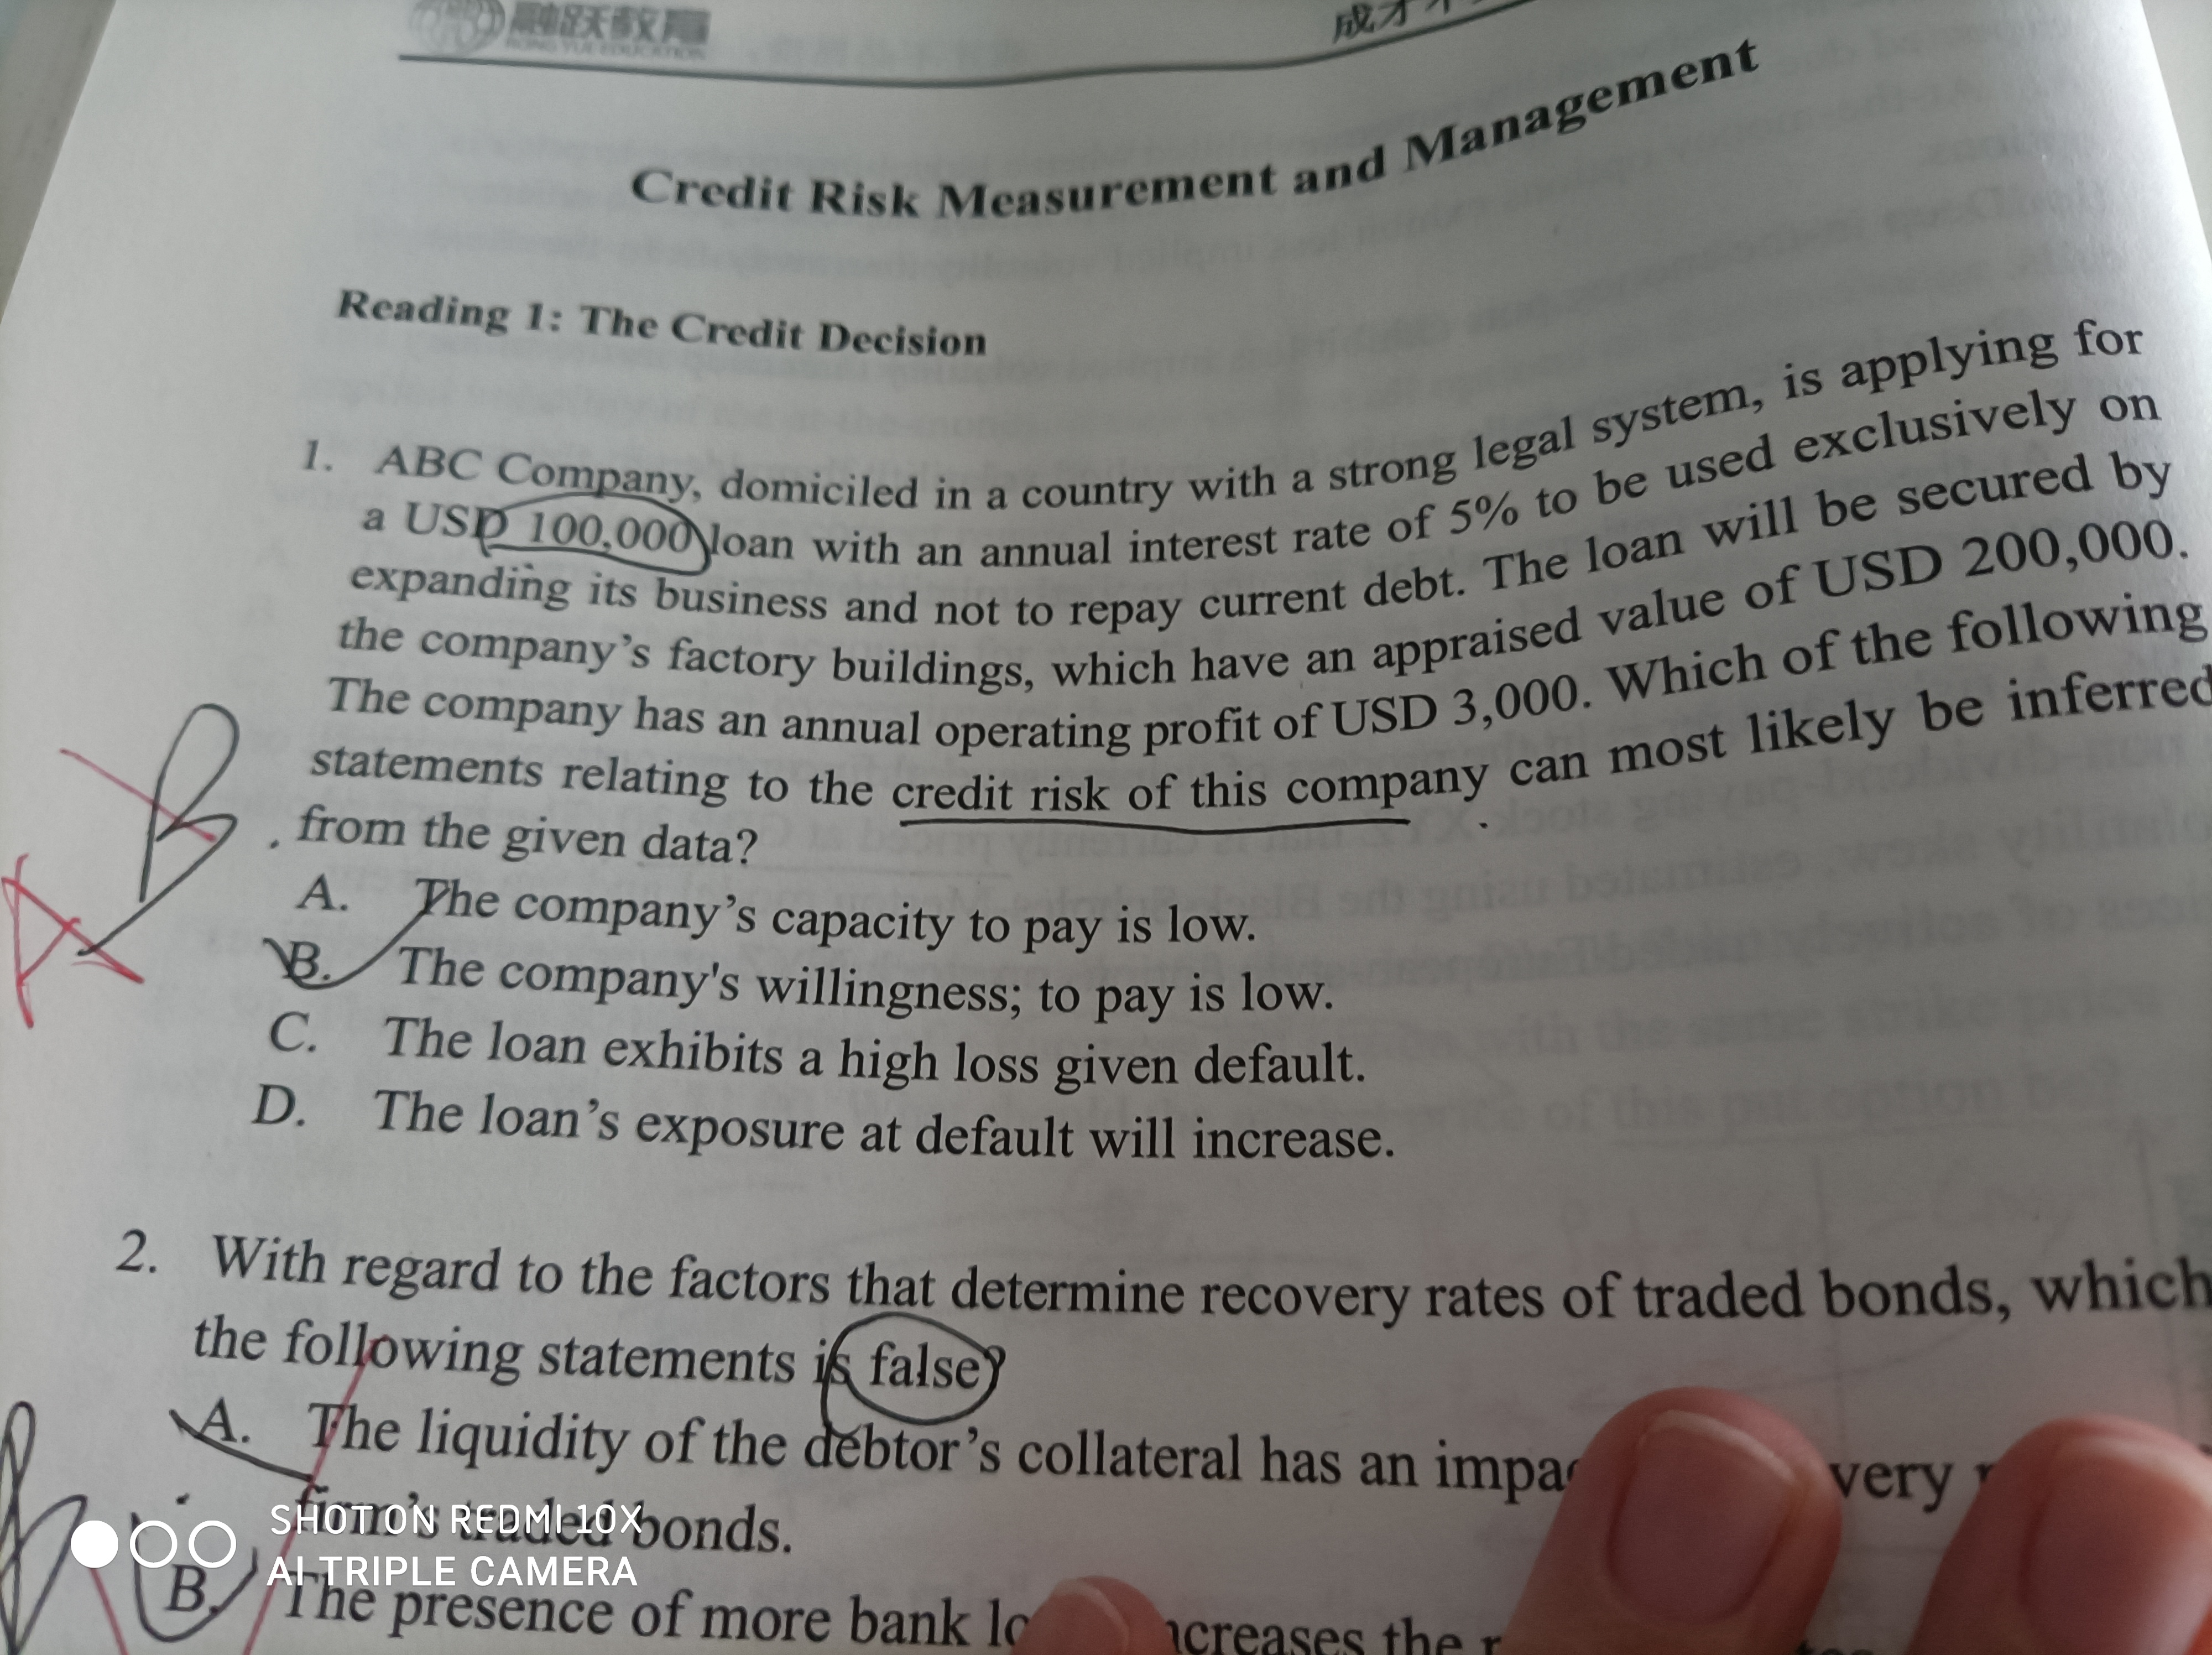 融跃教育
RONG YUE EDUCATION
成才
Credit Risk Measurement and Management
Reading 1: The Credit Decision
1. ABC Company, domiciled in a country with a strong legal system, is applying for
a USD 100,000 loan with an annual interest rate of 5% to be used exclusively on
expanding its business and not to repay current debt. The loan will be secured by
the company's factory buildings, which have an appraised value of USD 200,000.
The company has an annual operating profit of USD 3,000. Which of the following
statements relating to the credit risk of this company can most likely be inferred
from the given data?
B
A
A. The company's capacity to pay is low.
B. The company's willingness; to pay is low.
C. The loan exhibits a high loss given default.
D. The loan's exposure at default will increase.
2. With regard to the factors that determine recovery rates of traded bonds, which
the following statements is false?
A. The liquidity of the debtor's collateral has an very
firm's traded bonds.
B. The presence of more bank the
SHOT ON REDMI 10X
AI TRIPLE CAMERA